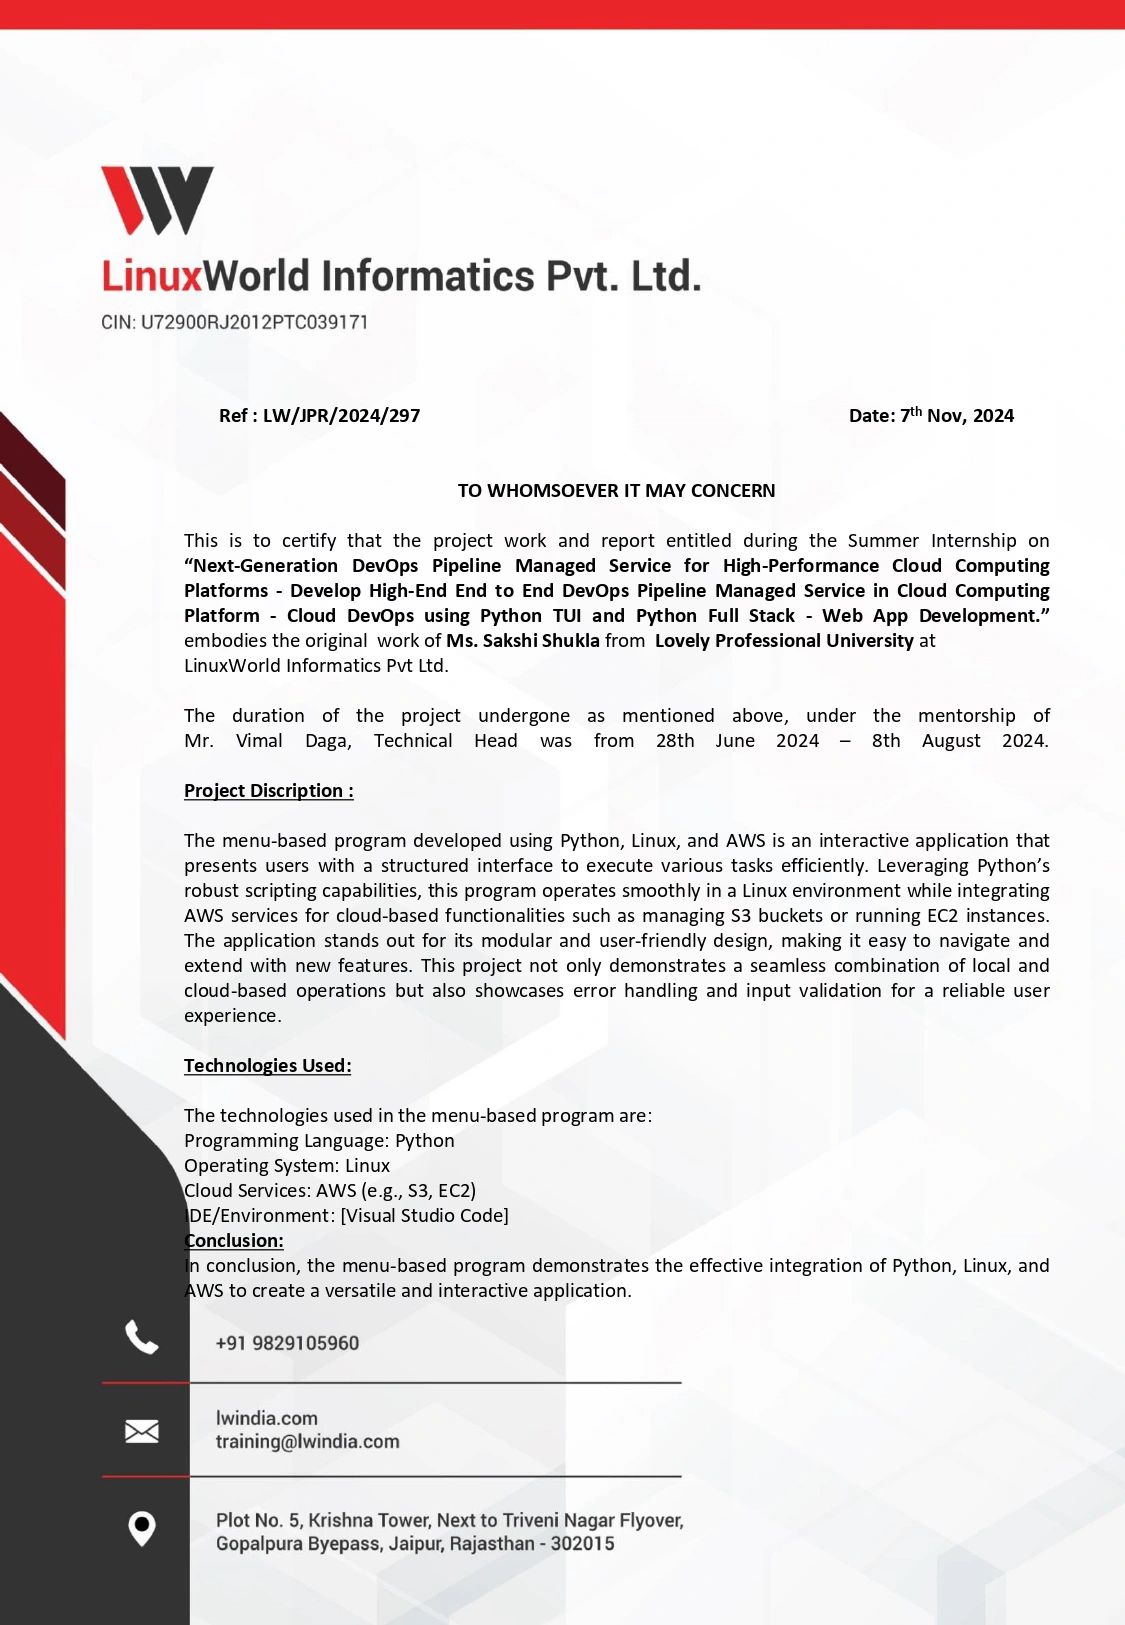 LinuxWorld Informatics Pvt. Ltd.
CIN: U72900RJ2012PTC039171
Ref : LW/JPR/2024/297 Date: 7th Nov, 2024
TO WHOMSOEVER IT MAY CONCERN
This is to certify that the project work and report entitled during the Summer Internship on
“Next-Generation DevOps Pipeline Managed Service for High-Performance Cloud Computing
Platforms - Develop High-End End to End DevOps Pipeline Managed Service in Cloud Computing
Platform - Cloud DevOps using Python TUI and Python Full Stack - Web App Development.”
embodies the original work of Ms. Sakshi Shukla from Lovely Professional University at
LinuxWorld Informatics Pvt Ltd.
The duration of the project undergone as mentioned above, under the mentorship of
Mr. Vimal Daga, Technical Head was from 28th June 2024 – 8th August 2024.
Project Discription :
The menu-based program developed using Python, Linux, and AWS is an interactive application that
presents users with a structured interface to execute various tasks efficiently. Leveraging Python’s
robust scripting capabilities, this program operates smoothly in a Linux environment while integrating
AWS services for cloud-based functionalities such as managing S3 buckets or running EC2 instances.
The application stands out for its modular and user-friendly design, making it easy to navigate and
extend with new features. This project not only demonstrates a seamless combination of local and
cloud-based operations but also showcases error handling and input validation for a reliable user
experience.
Technologies Used:
The technologies used in the menu-based program are:
Programming Language: Python
Operating System: Linux
Cloud Services: AWS (e.g., S3, EC2)
IDE/Environment: [Visual Studio Code]
Conclusion:
In conclusion, the menu-based program demonstrates the effective integration of Python, Linux, and
AWS to create a versatile and interactive application.
+91 9829105960
lwindia.com
training@lwindia.com
Plot No. 5, Krishna Tower, Next to Triveni Nagar Flyover,
Gopalpura Byepass, Jaipur, Rajasthan - 302015